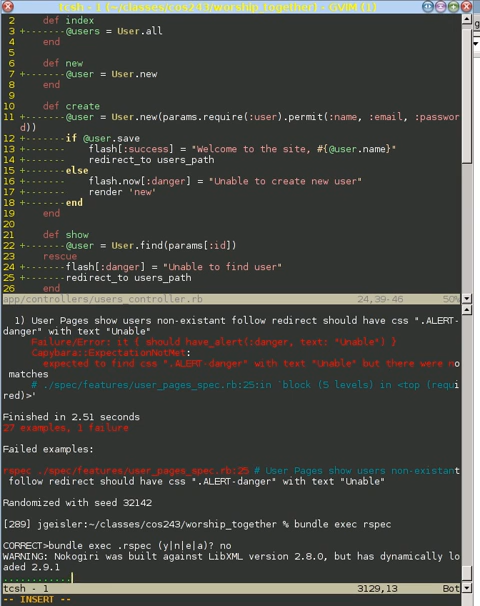 tcsh - 1 (~/classes/cos243/worship_together) - GVIM (1)
2 def index
3 +-------@users = User.all
4 end
5
6 def new
7 +-------@user = User.new
8 end
9
10 def create
11 +-------@user = User.new(params.require(:user).permit(:name, :email, :passwor
d))
12 +-------if @user.save
13 +-------    flash[:success] = "Welcome to the site, #{@user.name}"
14 +-------    redirect_to users_path
15 +-------else
16 +-------    flash.now[:danger] = "Unable to create new user"
17 +-------    render 'new'
18 +-------end
19 end
20
21 def show
22 +-------@user = User.find(params[:id])
23 rescue
24 +-------flash[:danger] = "Unable to find user"
25 +-------redirect_to users_path
26 end
app/controllers/users_controller.rb 24,39-46 50%
1) User Pages show users non-existant follow redirect should have css ".ALERT-
danger" with text "Unable"
Failure/Error: it { should have_alert(:danger, text: "Unable") }
Capybara::ExpectationNotMet:
expected to find css ".ALERT-danger" with text "Unable" but there were no
matches
# ./spec/features/user_pages_spec.rb:25:in `block (5 levels) in <top (requi
red)>'
Finished in 2.51 seconds
27 examples, 1 failure
Failed examples:
rspec ./spec/features/user_pages_spec.rb:25 # User Pages show users non-existant
follow redirect should have css ".ALERT-danger" with text "Unable"
Randomized with seed 32142
[289] jgeisler:~/classes/cos243/worship_together % bundle exec rspec
CORRECT>bundle exec .rspec (y|n|e|a)? no
WARNING: Nokogiri was built against LibXML version 2.8.0, but has dynamically lo
aded 2.9.1
............
tcsh - 1 3129,13 Bot
-- INSERT --